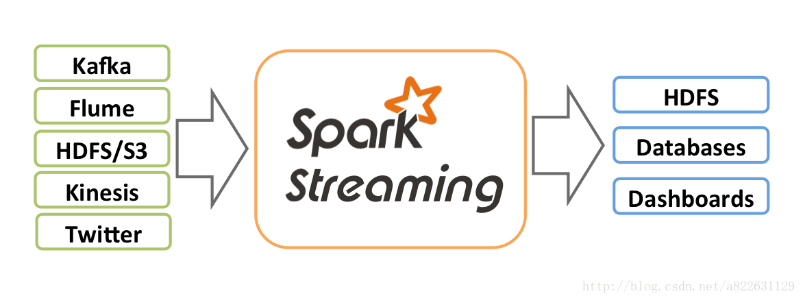 Kafka
Flume
HDFS/S3
Kinesis
Twitter
Spark
Streaming
HDFS
Databases
Dashboards
http://blog.csdn.net/a822631129